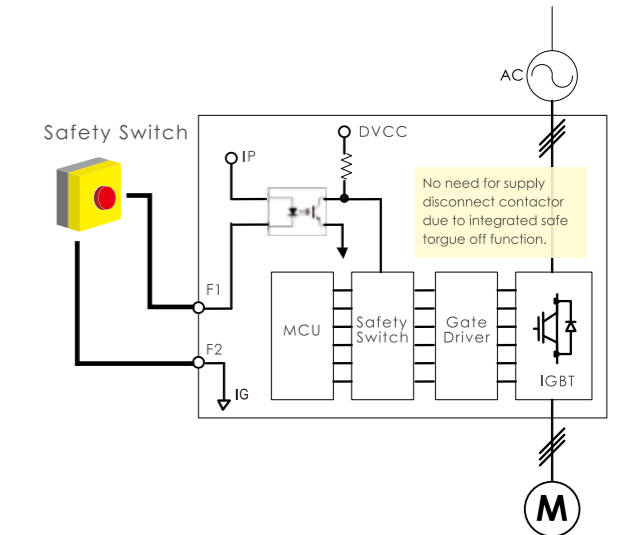 AC
Safety Switch
DVCC
IP
No need for supply
disconnect contactor
due to integrated safe
torgue off function.
F1
MCU
Safety
Switch
Gate
Driver
F2
IG
IGBT
M